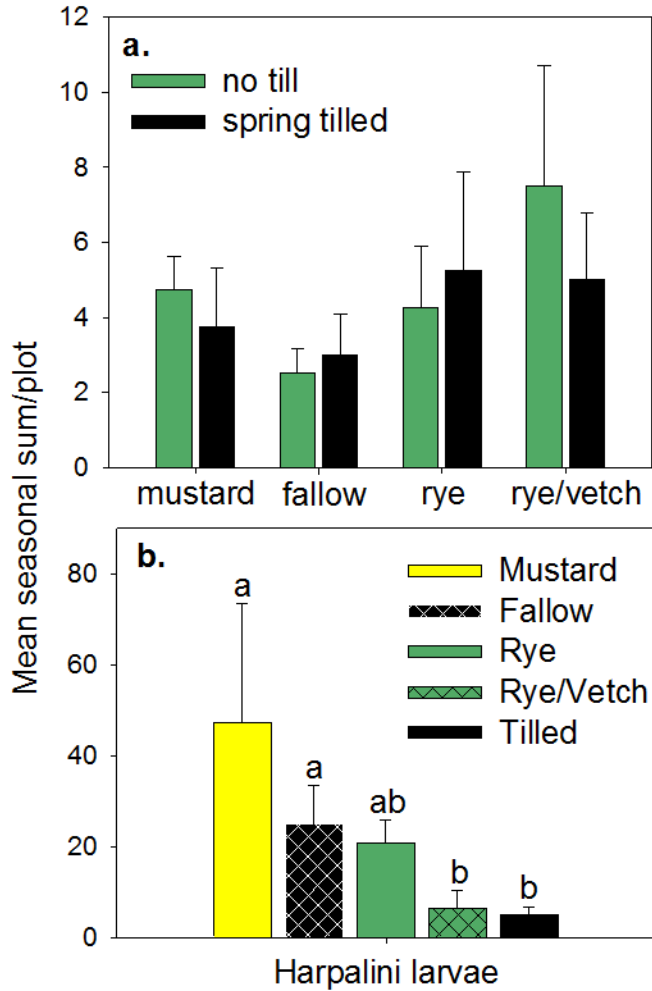 12
a.
no till
spring tilled
10
8
6
4
2
0
mustard fallow rye rye/vetch
Mean seasonal sum/plot
b.
Mustard
Fallow
Rye
Rye/Vetch
Tilled
80
60
40
20
0
a
a
ab
b
b
Harpalini larvae